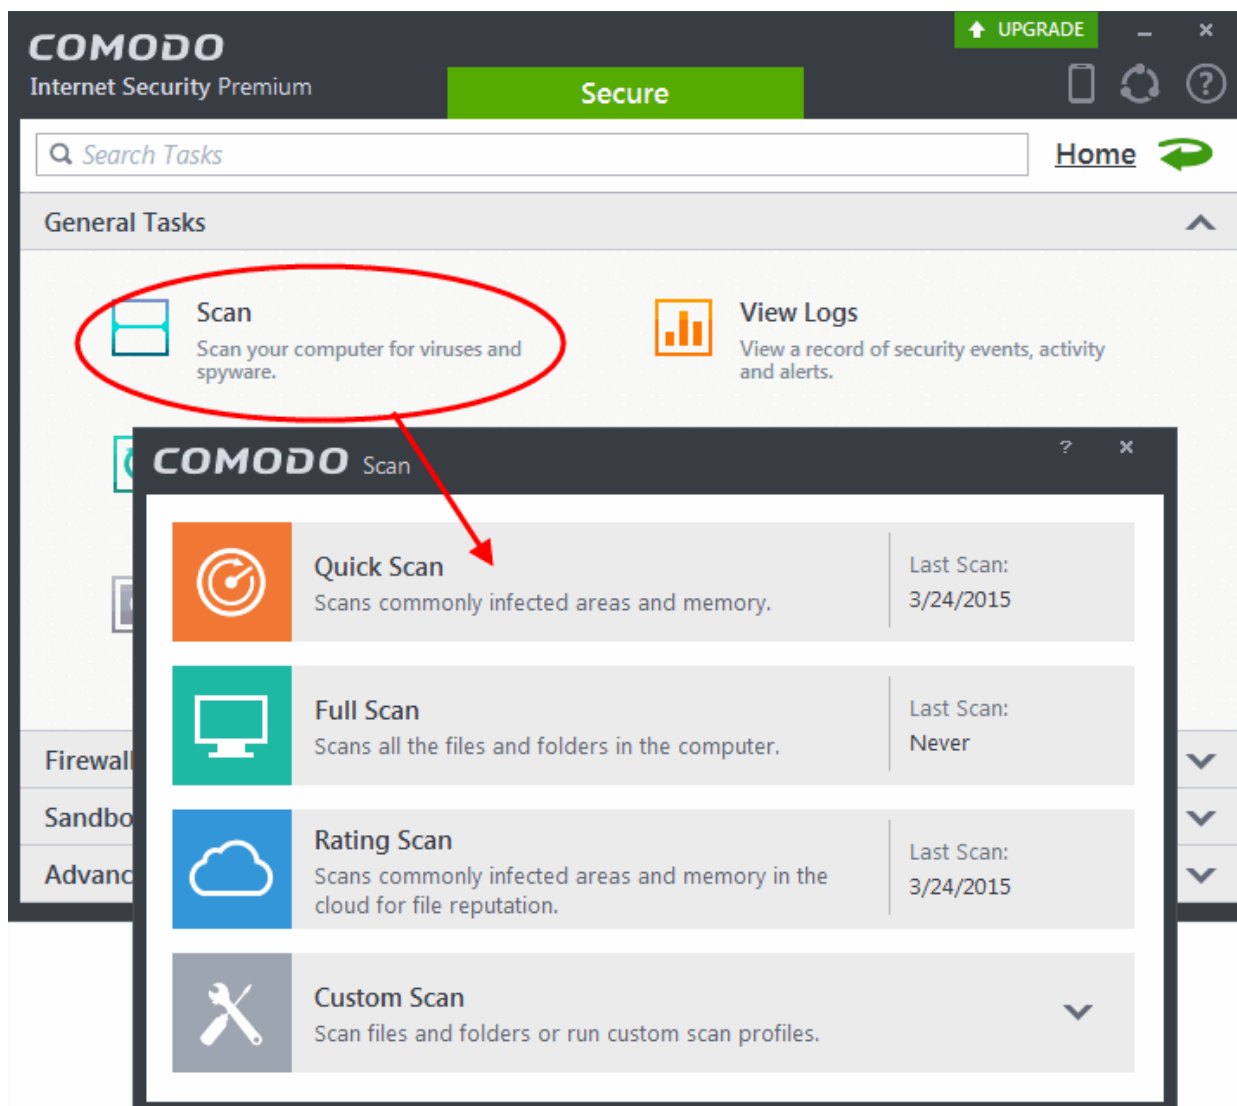 COMODO
Internet Security Premium
UPGRADE
Secure
Search Tasks
Home
General Tasks
Scan
Scan your computer for viruses and
spyware.
View Logs
View a record of security events, activity
and alerts.
COMODO Scan
?
Quick Scan
Scans commonly infected areas and memory.
Last Scan:
3/24/2015
Full Scan
Scans all the files and folders in the computer.
Last Scan:
Never
Rating Scan
Scans commonly infected areas and memory in the
cloud for file reputation.
Last Scan:
3/24/2015
Custom Scan
Scan files and folders or run custom scan profiles.
Firewall
Sandbo
Advanc